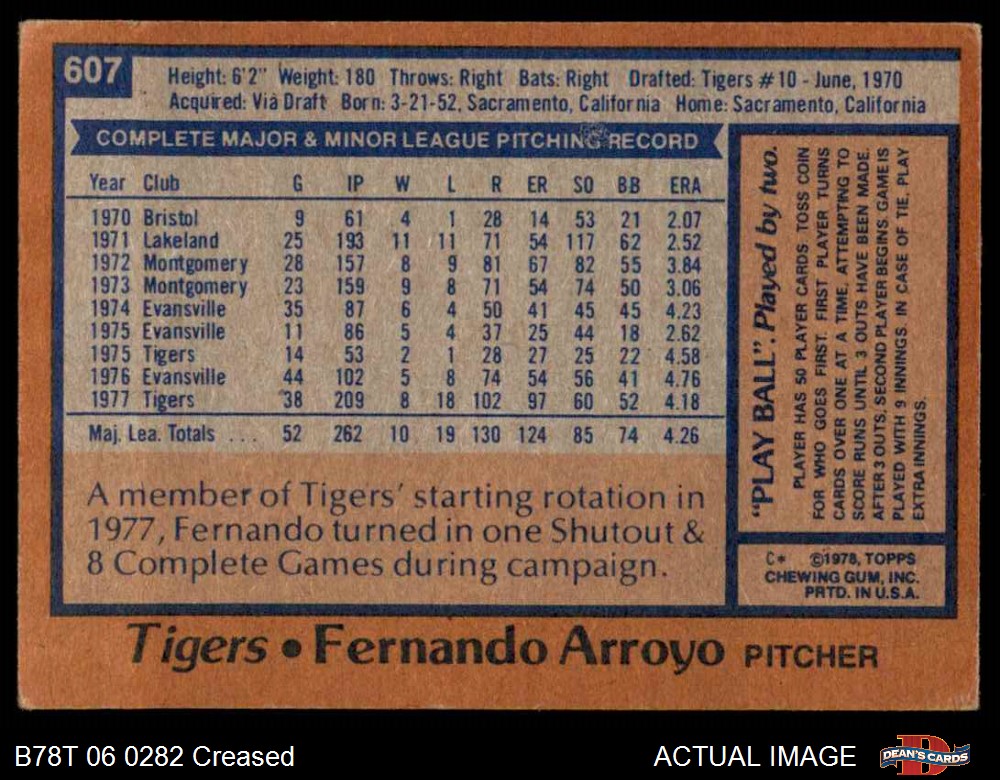 607
Height: 6'2" Weight: 180 Throws: Right Bats: Right Drafted: Tigers #10 - June, 1970
Acquired: Via Draft Born: 3-21-52, Sacramento, California Home: Sacramento, California
COMPLETE MAJOR & MINOR LEAGUE PITCHING RECORD
Year Club G IP W L R ER SO BB ERA
1970 Bristol 9 61 4 1 28 14 53 21 2.07
1971 Lakeland 25 193 11 11 71 54 117 62 2.52
1972 Montgomery 28 157 8 9 81 67 82 55 3.84
1973 Montgomery 23 159 9 8 71 54 74 50 3.06
1974 Evansville 35 87 6 4 50 41 45 45 4.23
1975 Evansville 11 86 5 4 37 25 44 18 2.62
1975 Tigers 14 53 2 1 28 27 25 22 4.58
1976 Evansville 44 102 5 8 74 54 56 41 4.76
1977 Tigers 38 209 8 18 102 97 60 52 4.18
Maj. Lea. Totals ... 52 262 10 19 130 124 85 74 4.26
A member of Tigers' starting rotation in
1977, Fernando turned in one Shutout &
8 Complete Games during campaign.
"PLAY BALL". Played by two.
PLAYER HAS 50 PLAYER CARDS TOSS COIN
FOR WHO GOES FIRST. FIRST PLAYER TURNS
CARDS OVER ONE AT A TIME, ATTEMPTING TO
SCORE RUNS UNTIL 3 OUTS HAVE BEEN MADE.
AFTER 3 OUTS, SECOND PLAYER BEGINS. GAME IS
PLAYED WITH 9 INNINGS. IN CASE OF TIE, PLAY
EXTRA INNINGS.
C* ©1978, TOPPS
CHEWING GUM, INC.
PRTD. IN U.S.A.
Tigers • Fernando Arroyo PITCHER
B78T 06 0282 Creased
ACTUAL IMAGE
DEAN'S CARDS